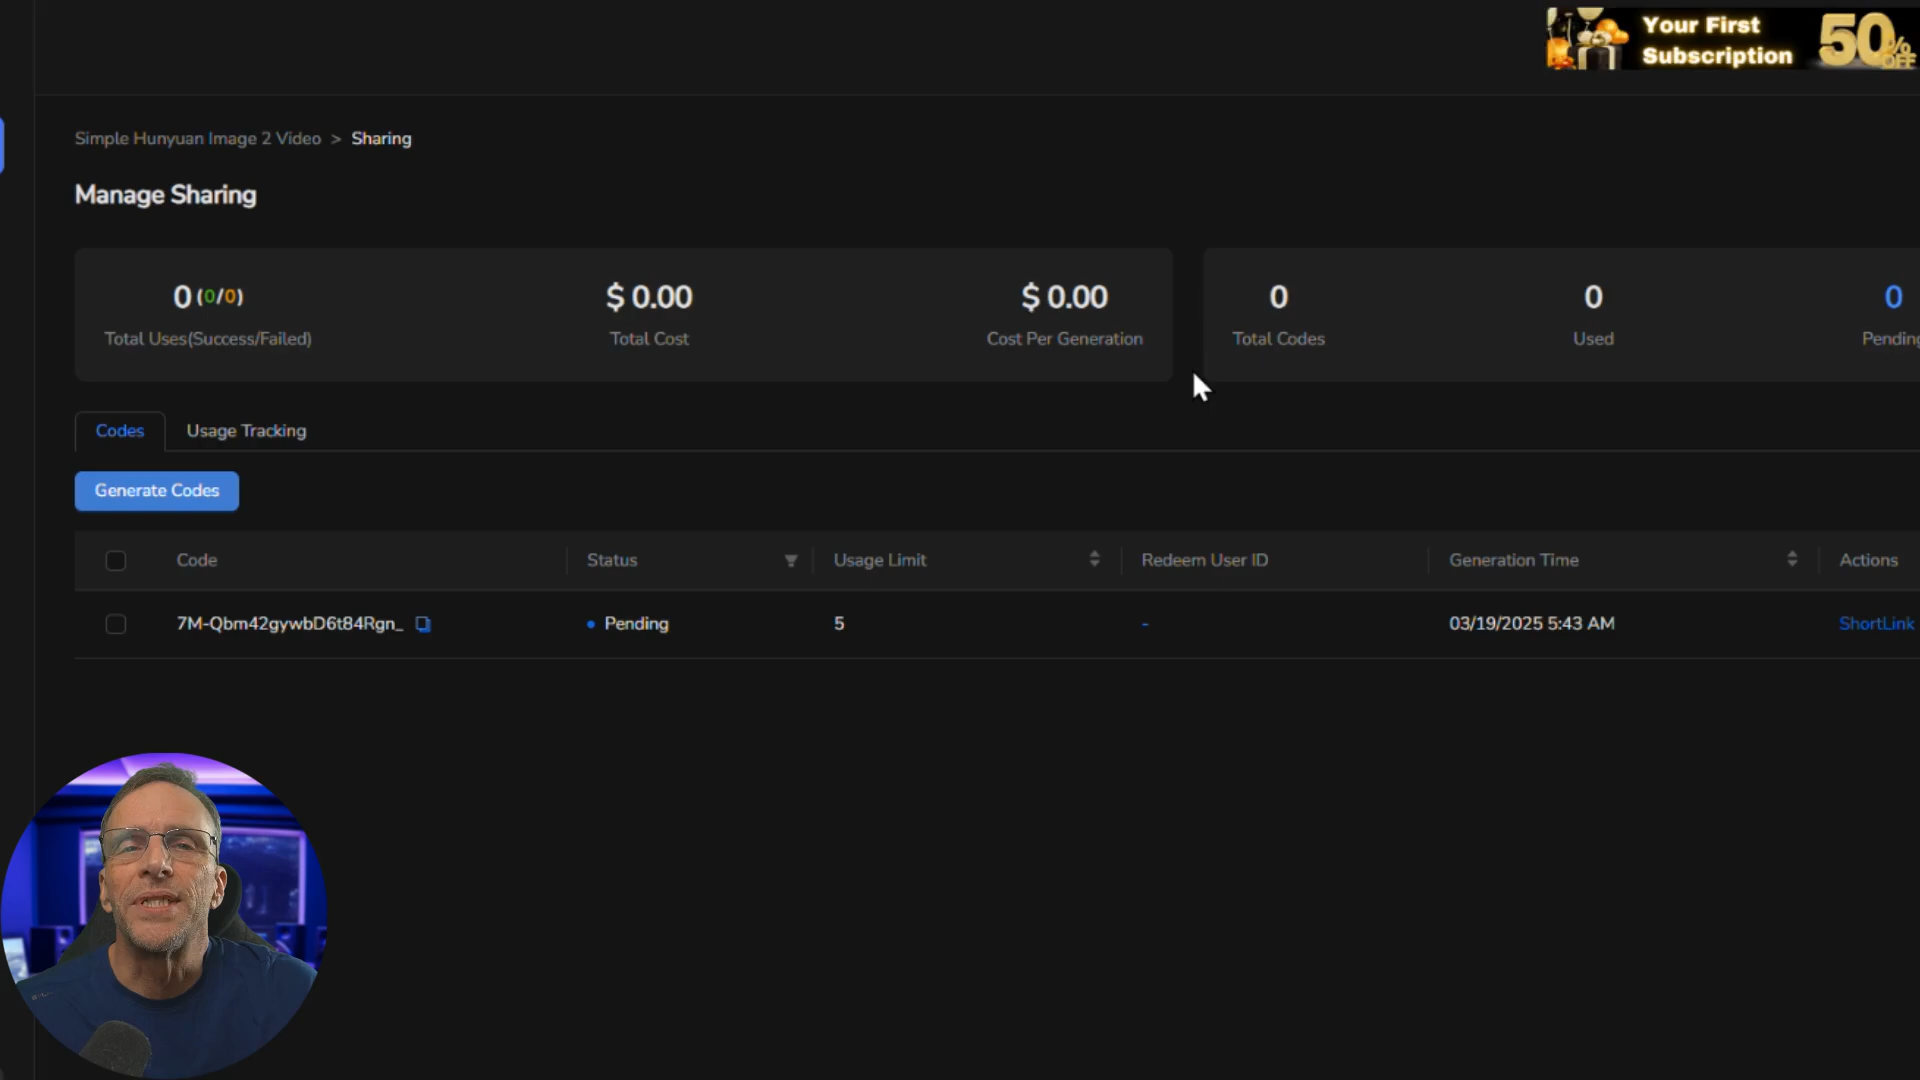 Your First
Subscription
50% OFF
Simple Hunyuan Image 2 Video > Sharing
Manage Sharing
0 (0/0)
Total Uses(Success/Failed)
$ 0.00
Total Cost
$ 0.00
Cost Per Generation
0
Total Codes
0
Used
0
Pending
Codes
Usage Tracking
Generate Codes
Code Status Usage Limit Redeem User ID Generation Time Actions
7M-Qbm42gywbD6t84Rgn_ Pending 5 - 03/19/2025 5:43 AM ShortLink